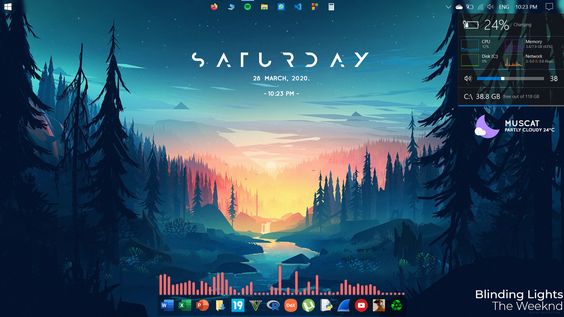 ENG 10:23 PM
24% Charging
CPU
Memory
Disk (C:)
Network
38
C:\ 38.8 GB free out of 118 GB
SATURDAY
28 MARCH, 2020.
- 10:23 PM -
MUSCAT
PARTLY CLOUDY 24°C
19
Blinding Lights
The Weeknd